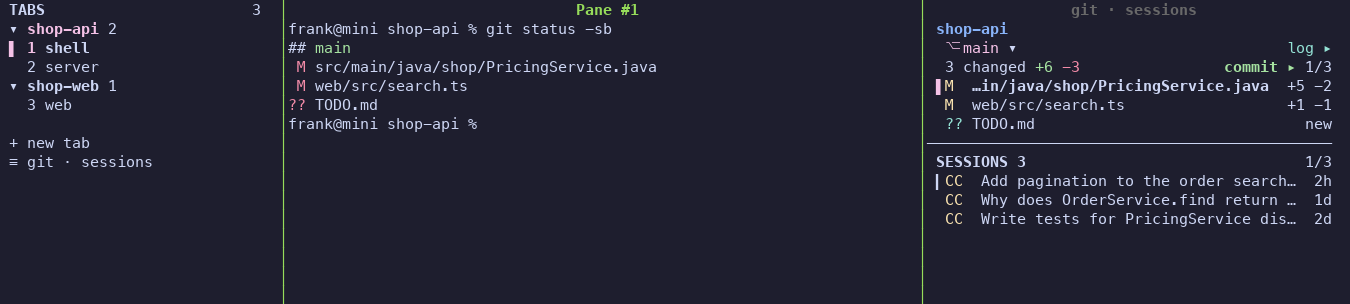 TABS 3
▾ shop-api 2
1 shell
2 server
▾ shop-web 1
3 web
+ new tab
≡ git · sessions
Pane #1
frank@mini shop-api % git status -sb
## main
M src/main/java/shop/PricingService.java
M web/src/search.ts
?? TODO.md
frank@mini shop-api %
git · sessions
shop-api
⌥main ▾ log ▸
3 changed +6 −3 commit ▸ 1/3
M …in/java/shop/PricingService.java +5 −2
M web/src/search.ts +1 −1
?? TODO.md new
SESSIONS 3 1/3
CC Add pagination to the order search… 2h
CC Why does OrderService.find return … 1d
CC Write tests for PricingService dis… 2d